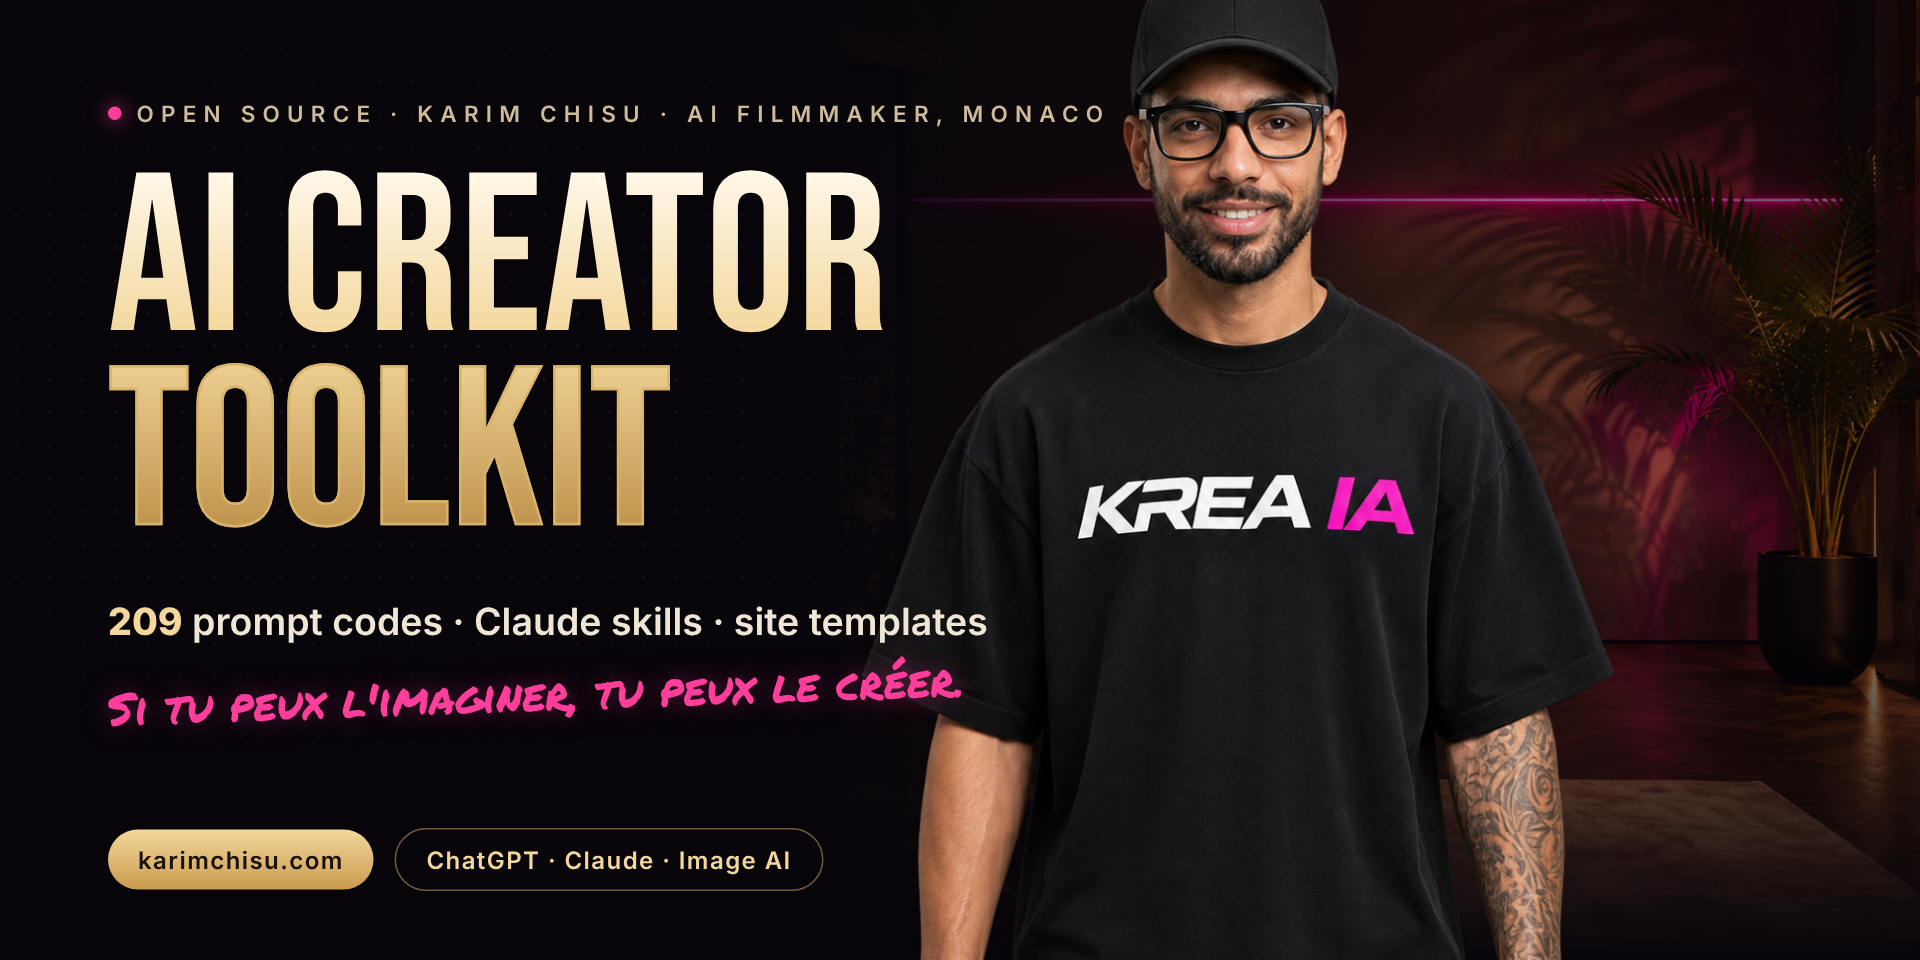 OPEN SOURCE · KARIM CHISU · AI FILMMAKER, MONACO
AI CREATOR
TOOLKIT
209 prompt codes · Claude skills · site templates
SI TU PEUX L'IMAGINER, TU PEUX LE CRÉER.
karimchisu.com
ChatGPT · Claude · Image AI
KREA IA